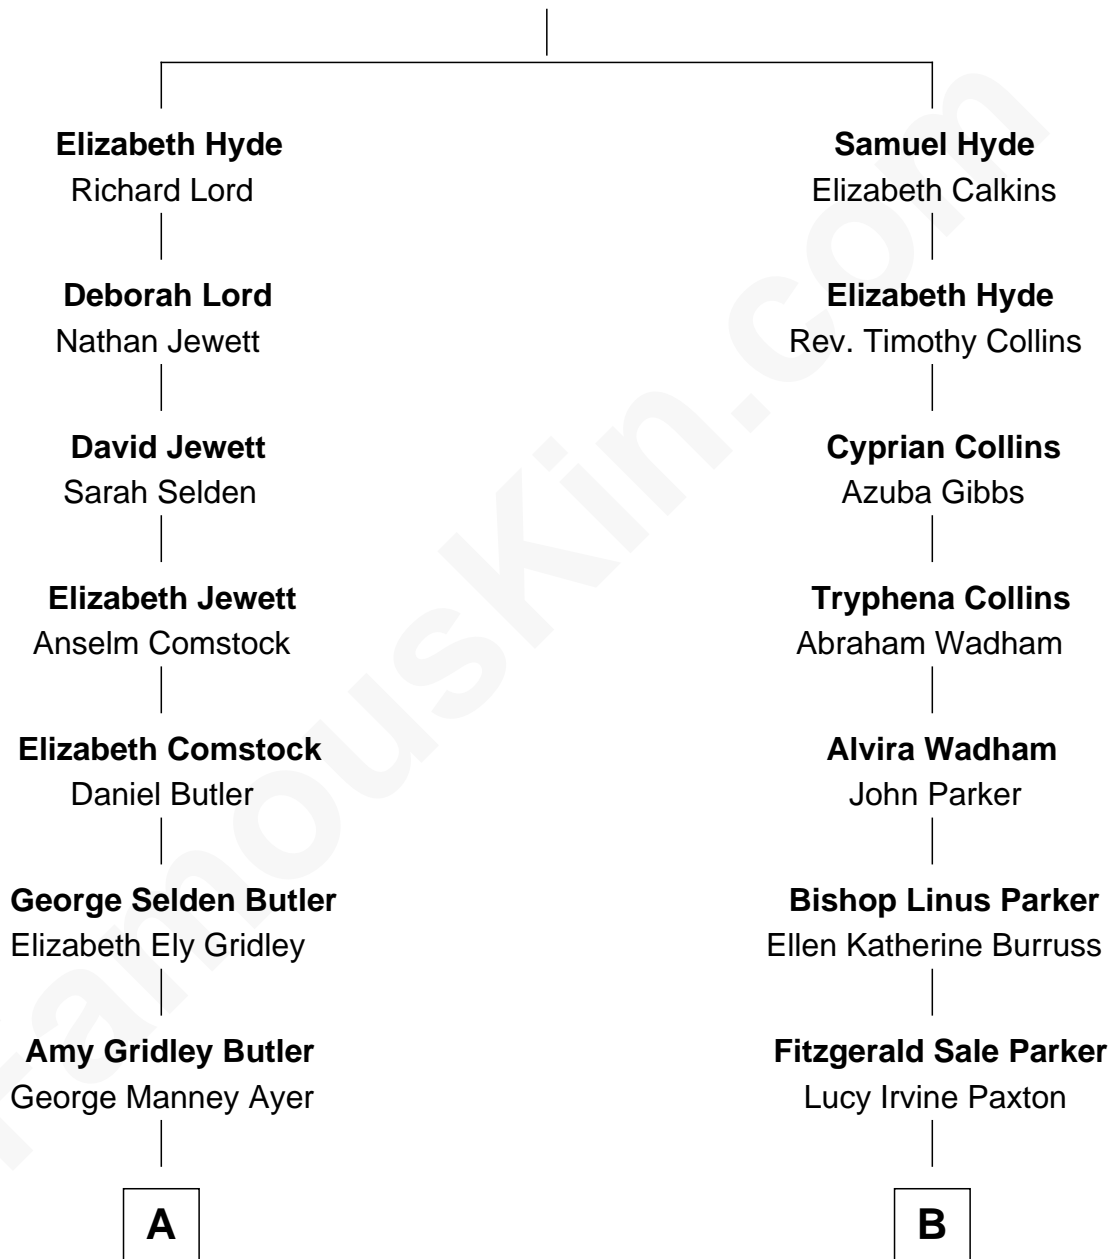 Elizabeth Hyde
Richard Lord
Deborah Lord
Nathan Jewett
David Jewett
Sarah Selden
Elizabeth Jewett
Anselm Comstock
Elizabeth Comstock
Daniel Butler
George Selden Butler
Elizabeth Ely Gridley
Amy Gridley Butler
George Manney Ayer
A
Samuel Hyde
Elizabeth Calkins
Elizabeth Hyde
Rev. Timothy Collins
Cyprian Collins
Azuba Gibbs
Tryphena Collins
Abraham Wadham
Alvira Wadham
John Parker
Bishop Linus Parker
Ellen Katherine Burruss
Fitzgerald Sale Parker
Lucy Irvine Paxton
B
FamousKin.com